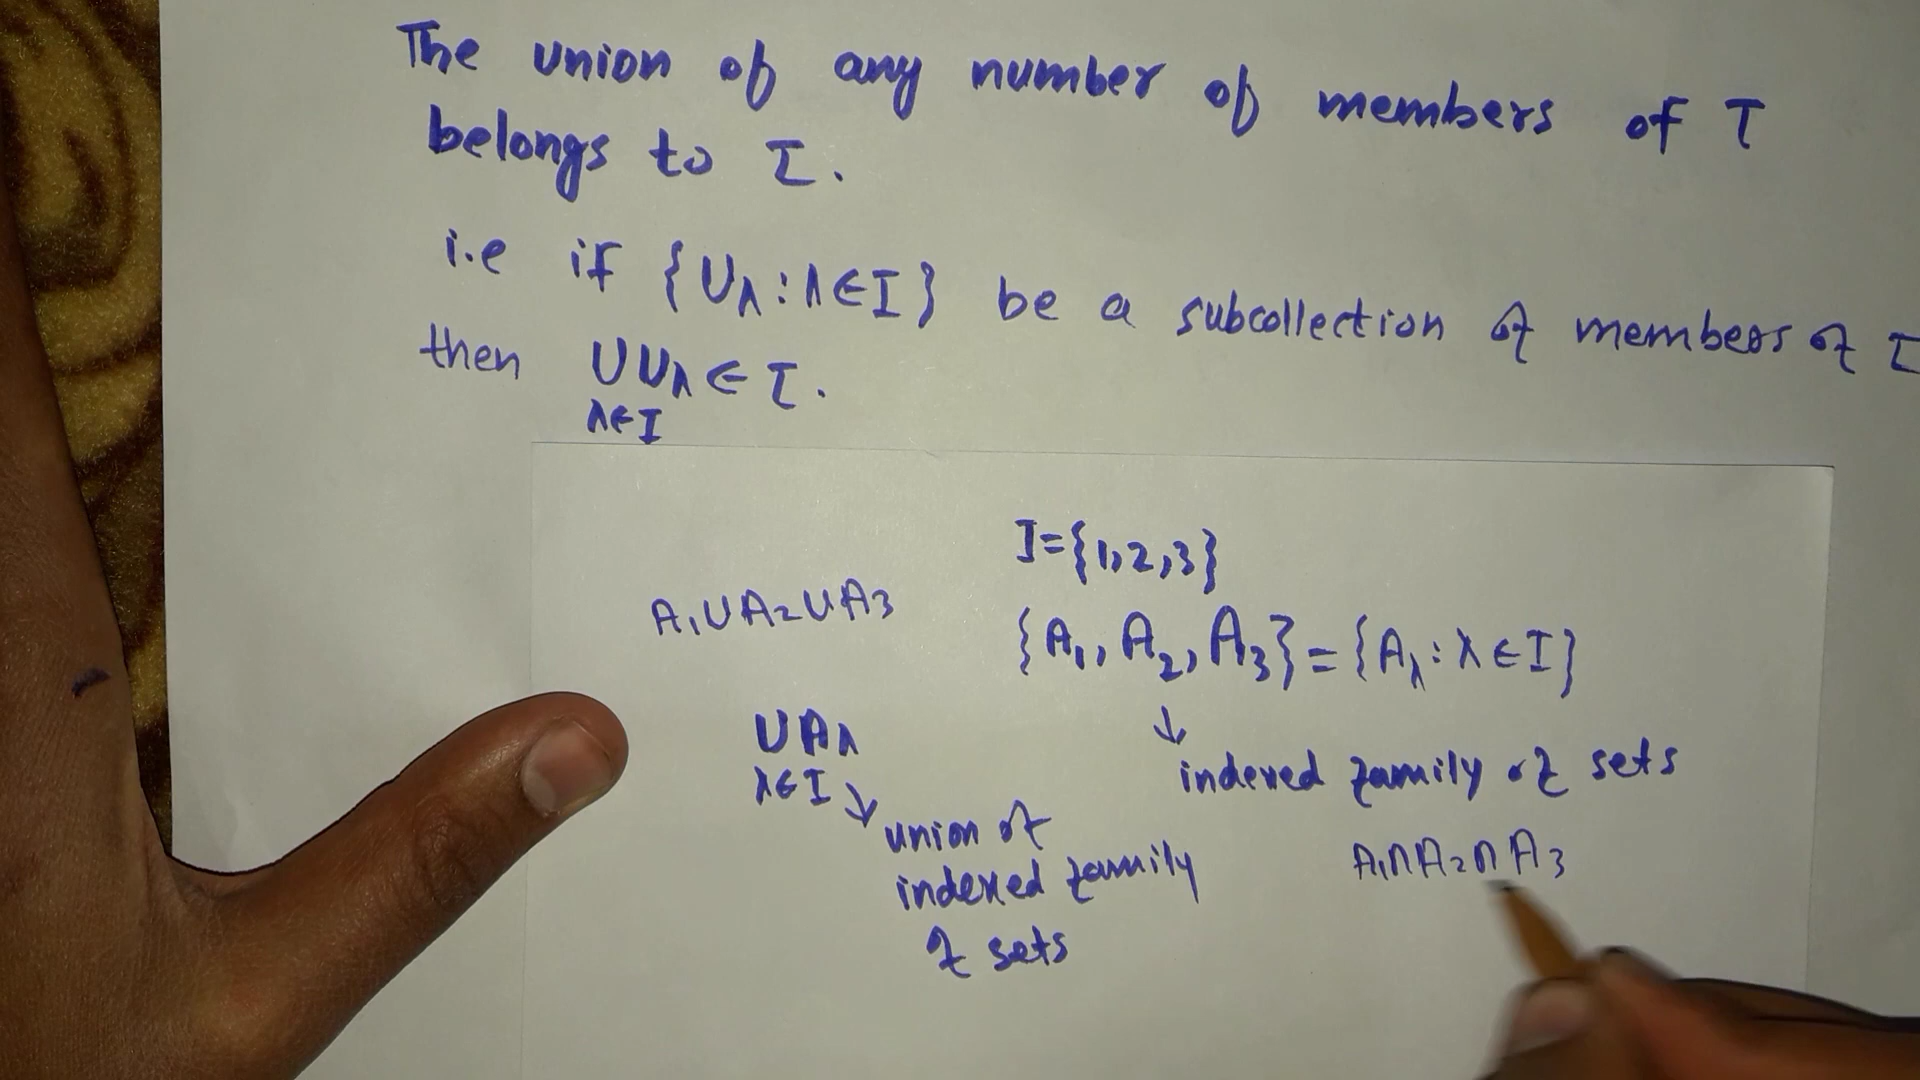 The union of any number of members of τ
belongs to τ.
i.e if {Uλ : λ∈I} be a subcollection of members of τ
then ∪Uλ ∈ τ.
λ∈I
I={1,2,3}
A₁∪A₂∪A₃
{A₁, A₂, A₃} = {Aλ : λ∈I}
∪Aλ
λ∈I
↓
indexed family of sets
↘
union of
indexed family
of sets
A₁∩A₂∩A₃